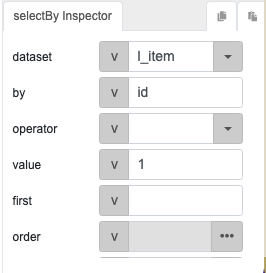 selectBy Inspector
dataset V l_item
by V id
operator V
value V 1
first V
order V •••